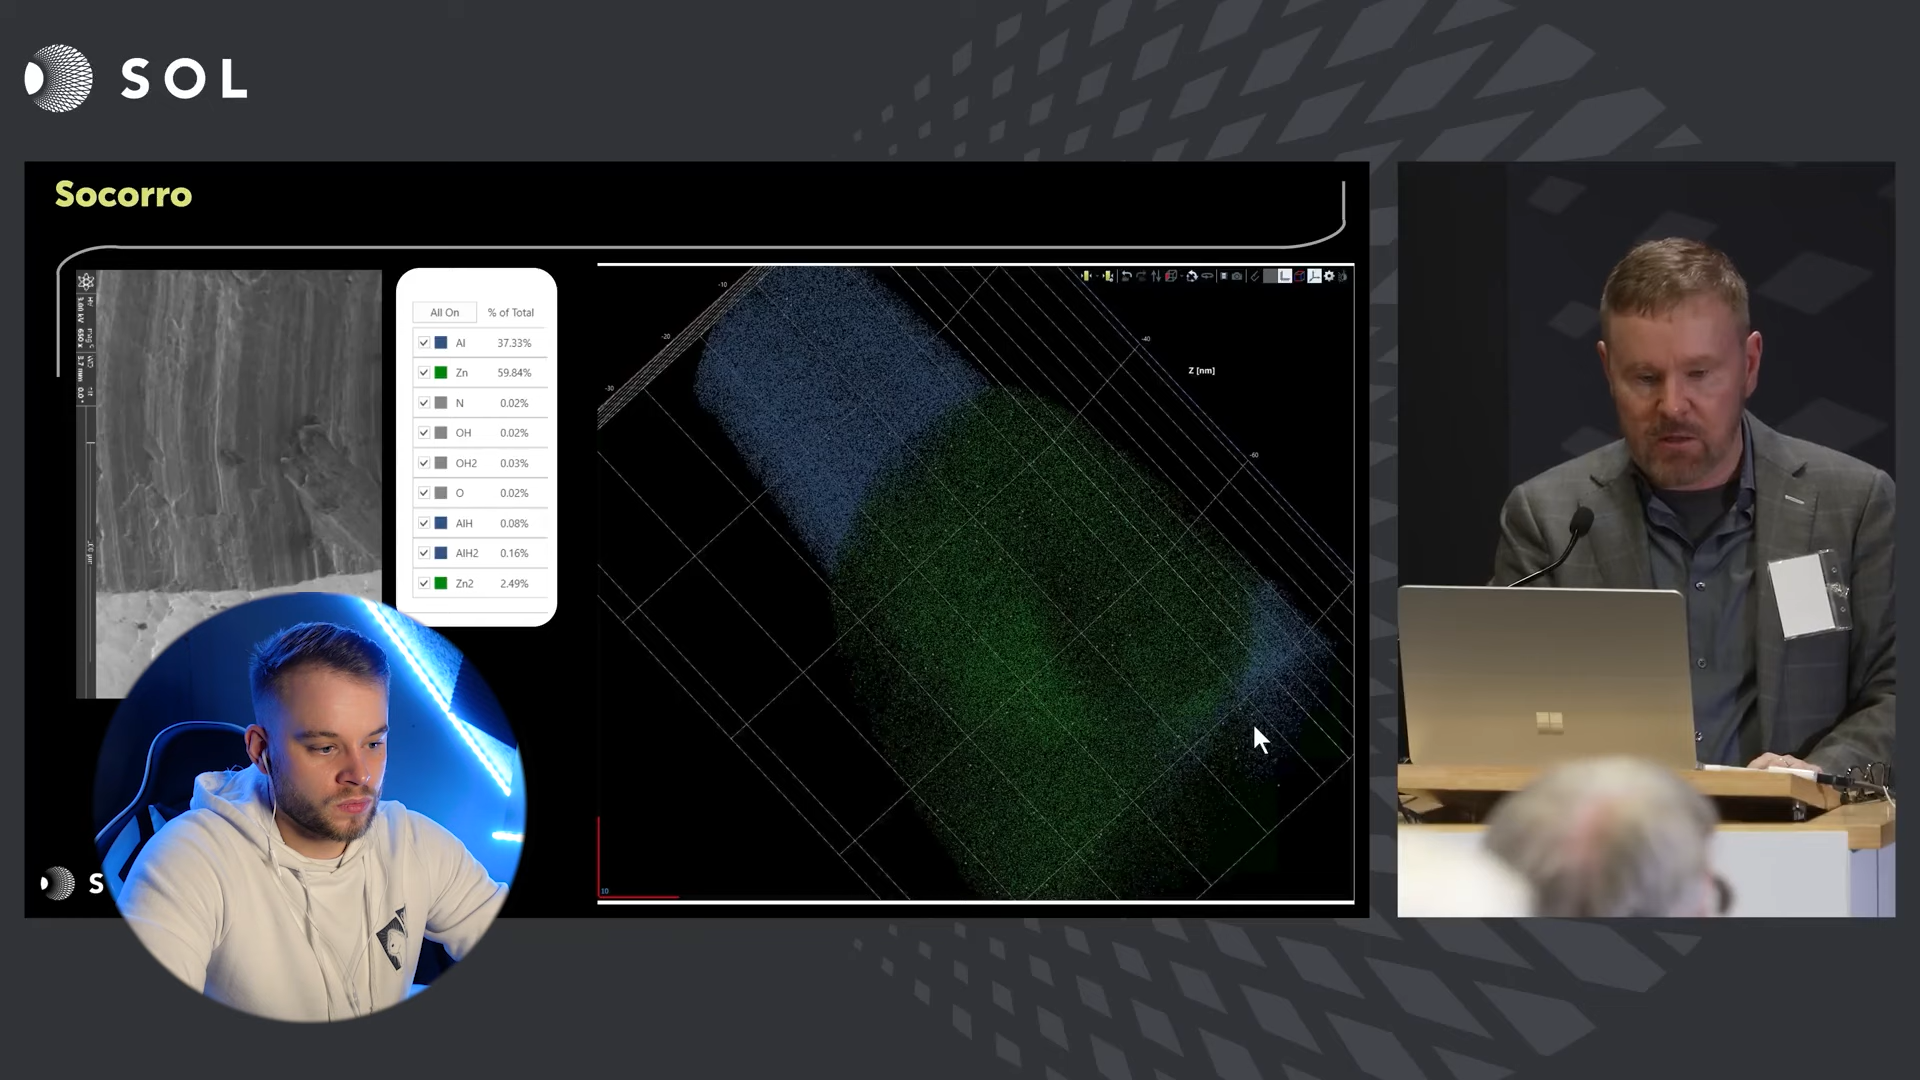 SOL
Socorro
All On % of Total
Al 37.33%
Zn 59.84%
N 0.02%
OH 0.02%
OH2 0.03%
O 0.02%
AlH 0.08%
AlH2 0.16%
Zn2 2.49%
-10
-20
-30
-40
Z [nm]
-60
10
S